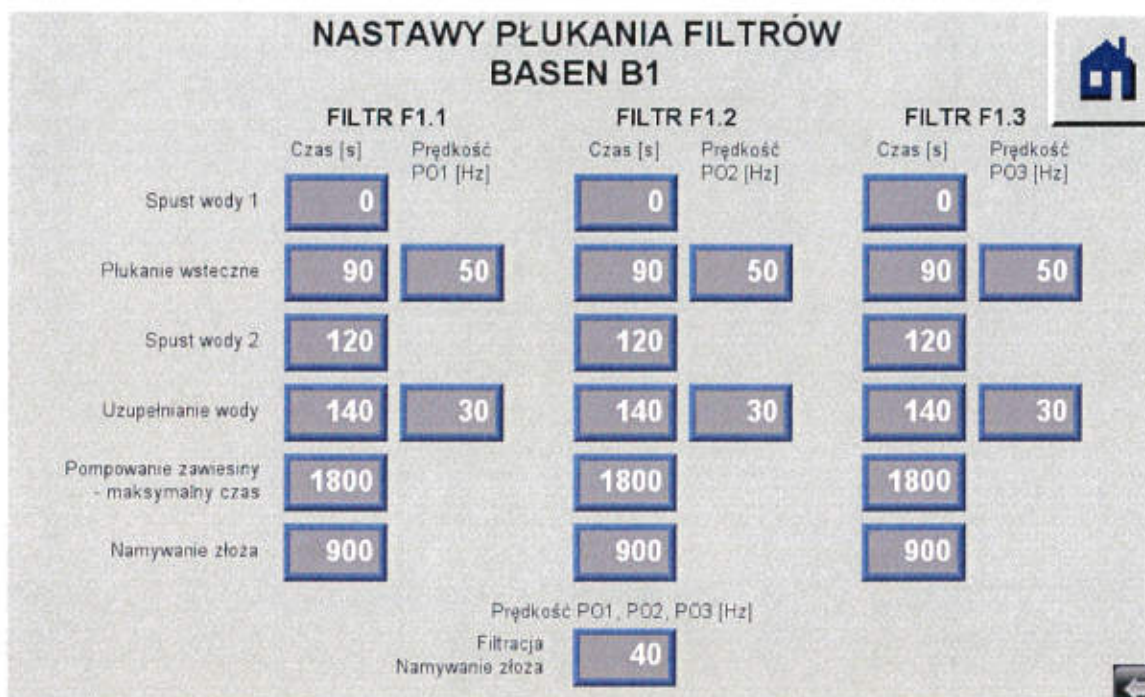 NASTAWY PŁUKANIA FILTRÓW
BASEN B1
FILTR F1.1 FILTR F1.2 FILTR F1.3
Czas [s] Prędkość PO1 [Hz] Czas [s] Prędkość PO2 [Hz] Czas [s] Prędkość PO3 [Hz]
Spust wody 1 0 0 0
Płukanie wsteczne 90 50 90 50 90 50
Spust wody 2 120 120 120
Uzupełnianie wody 140 30 140 30 140 30
Pompowanie zawiesiny
- maksymalny czas 1800 1800 1800
Namywanie złoża 900 900 900
Prędkość PO1, PO2, PO3 [Hz]
Filtracja
Namywanie złoża 40